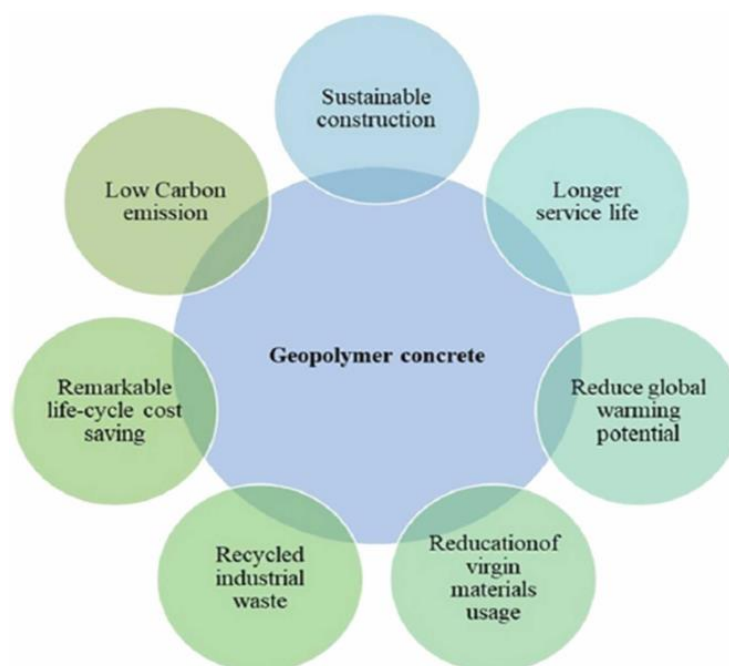 Sustainable
construction
Longer
service life
Reduce global
warming
potential
Reducationof
virgin
materials
usage
Recycled
industrial
waste
Remarkable
life-cycle cost
saving
Low Carbon
emission
Geopolymer concrete